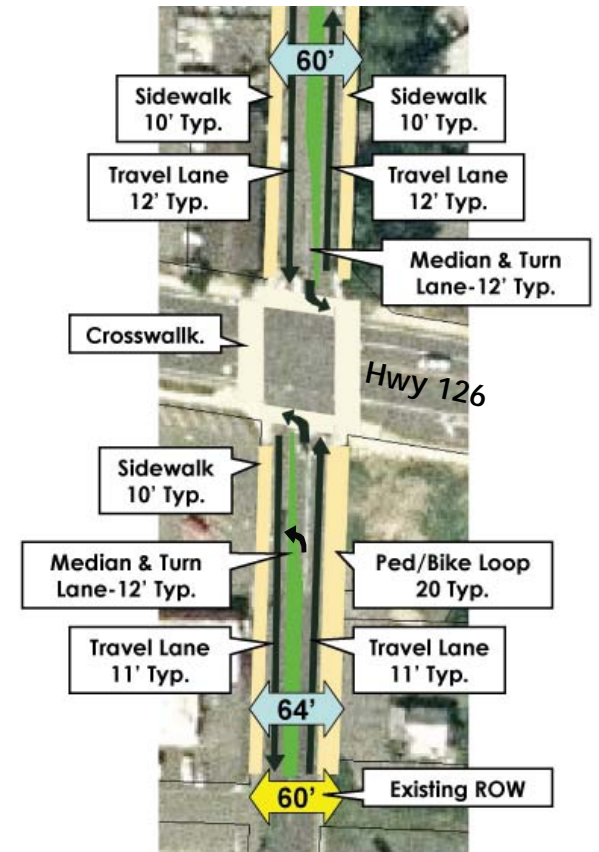 60’
Sidewalk
10’ Typ.
Sidewalk
10’ Typ.
Travel Lane
12’ Typ.
Travel Lane
12’ Typ.
Median & Turn
Lane-12’ Typ.
Crosswallk.
Hwy 126
Sidewalk
10’ Typ.
Median & Turn
Lane-12’ Typ.
Ped/Bike Loop
20 Typ.
Travel Lane
11’ Typ.
Travel Lane
11’ Typ.
64’
60’
Existing ROW